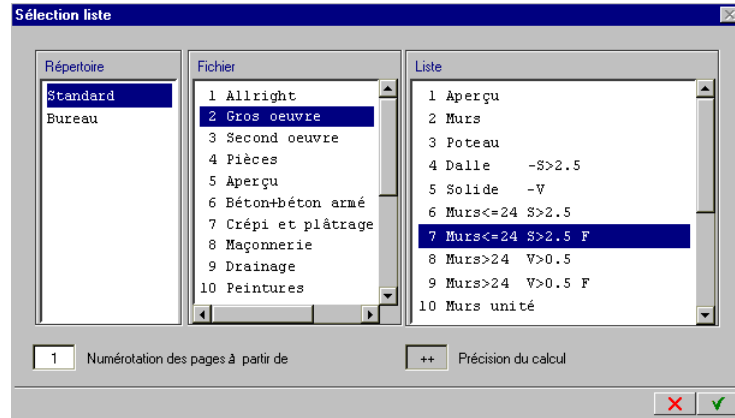 Sélection liste
Répertoire
Standard
Bureau
Fichier
1 Allright
2 Gros oeuvre
3 Second oeuvre
4 Pièces
5 Aperçu
6 Béton+béton armé
7 Crépi et plâtrage
8 Maçonnerie
9 Drainage
10 Peintures
Liste
1 Aperçu
2 Murs
3 Poteau
4 Dalle -S>2.5
5 Solide -V
6 Murs<=24 S>2.5
7 Murs<=24 S>2.5 F
8 Murs>24 V>0.5
9 Murs>24 V>0.5 F
10 Murs unité
1 Numérotation des pages à partir de
++ Précision du calcul